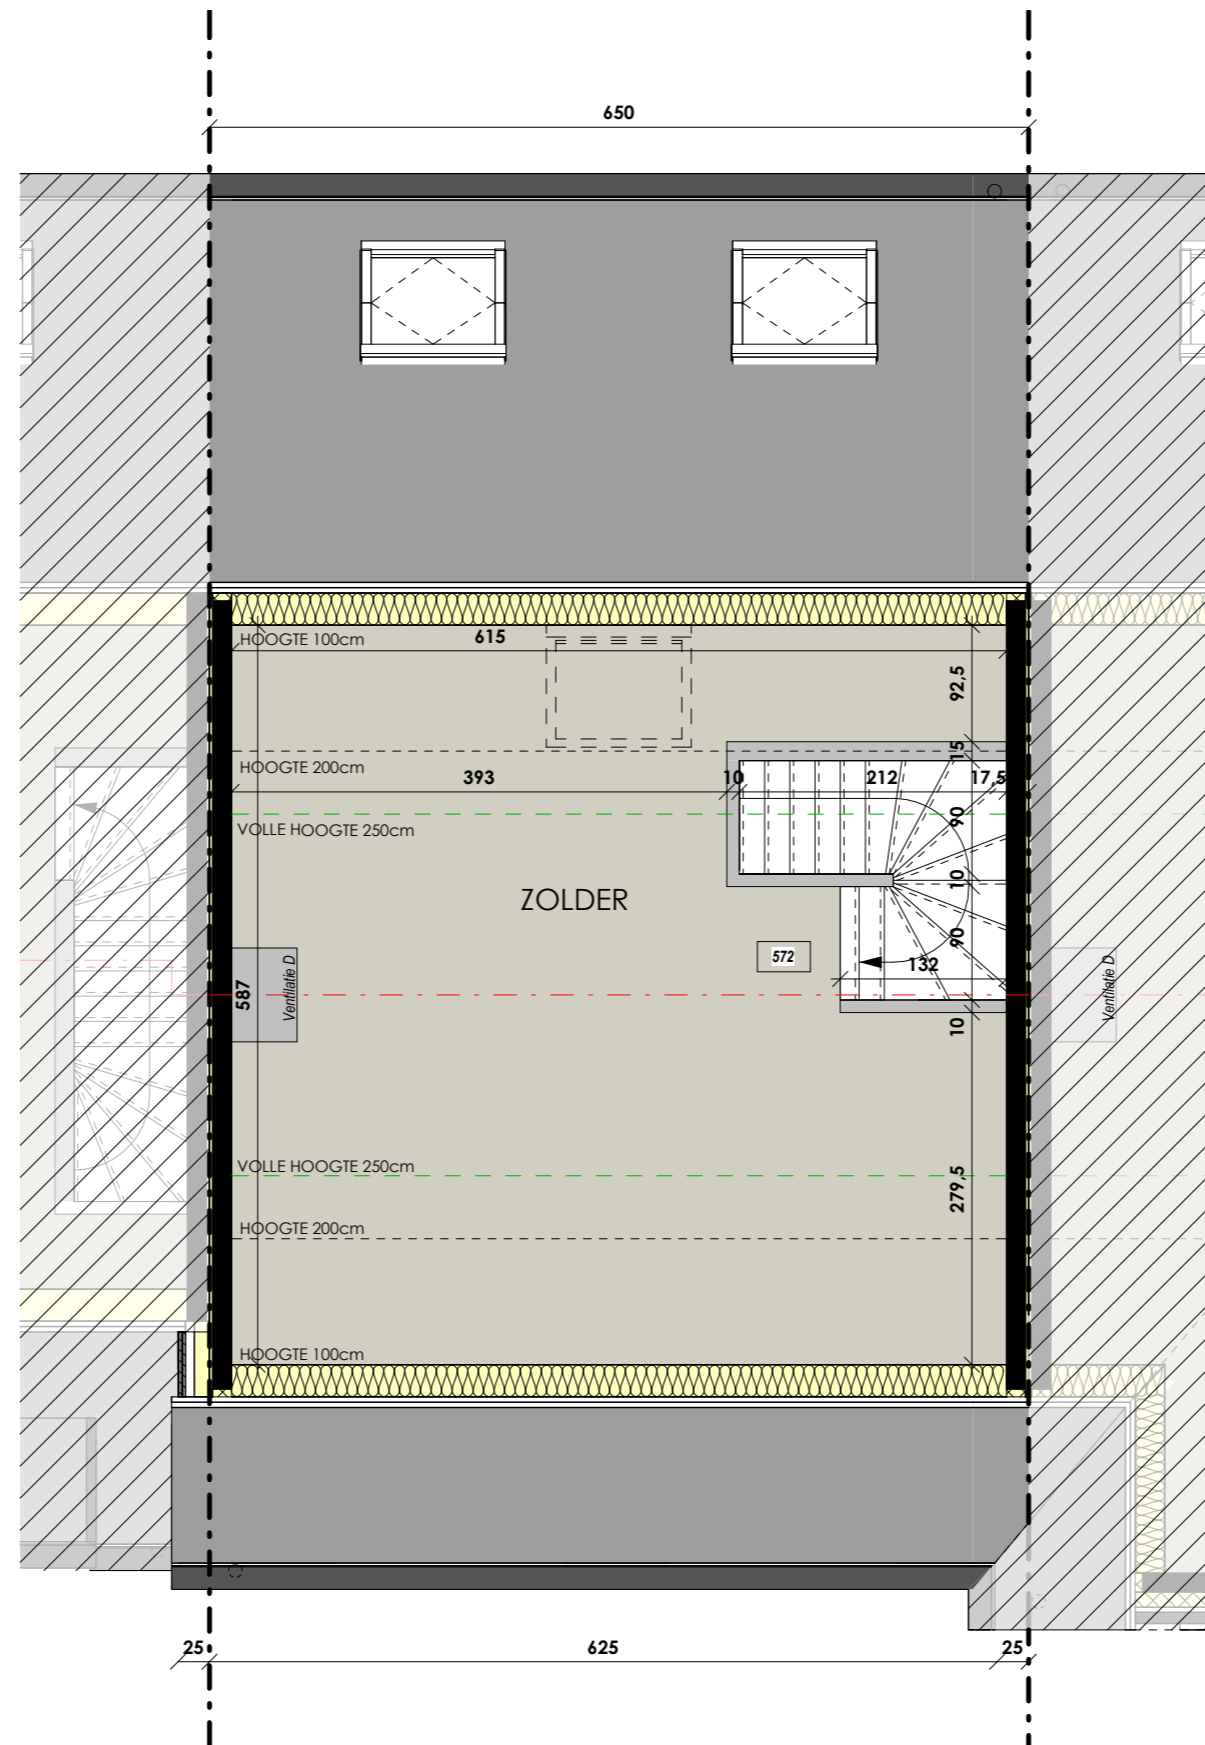 650
HOOGTE 100cm
615
92,5
15
HOOGTE 200cm
393
10
212
17,5
90
VOLLE HOOGTE 250cm
10
ZOLDER
90
572
132
587
Ventilatie D
Ventilatie D
10
VOLLE HOOGTE 250cm
279,5
HOOGTE 200cm
HOOGTE 100cm
25
625
25